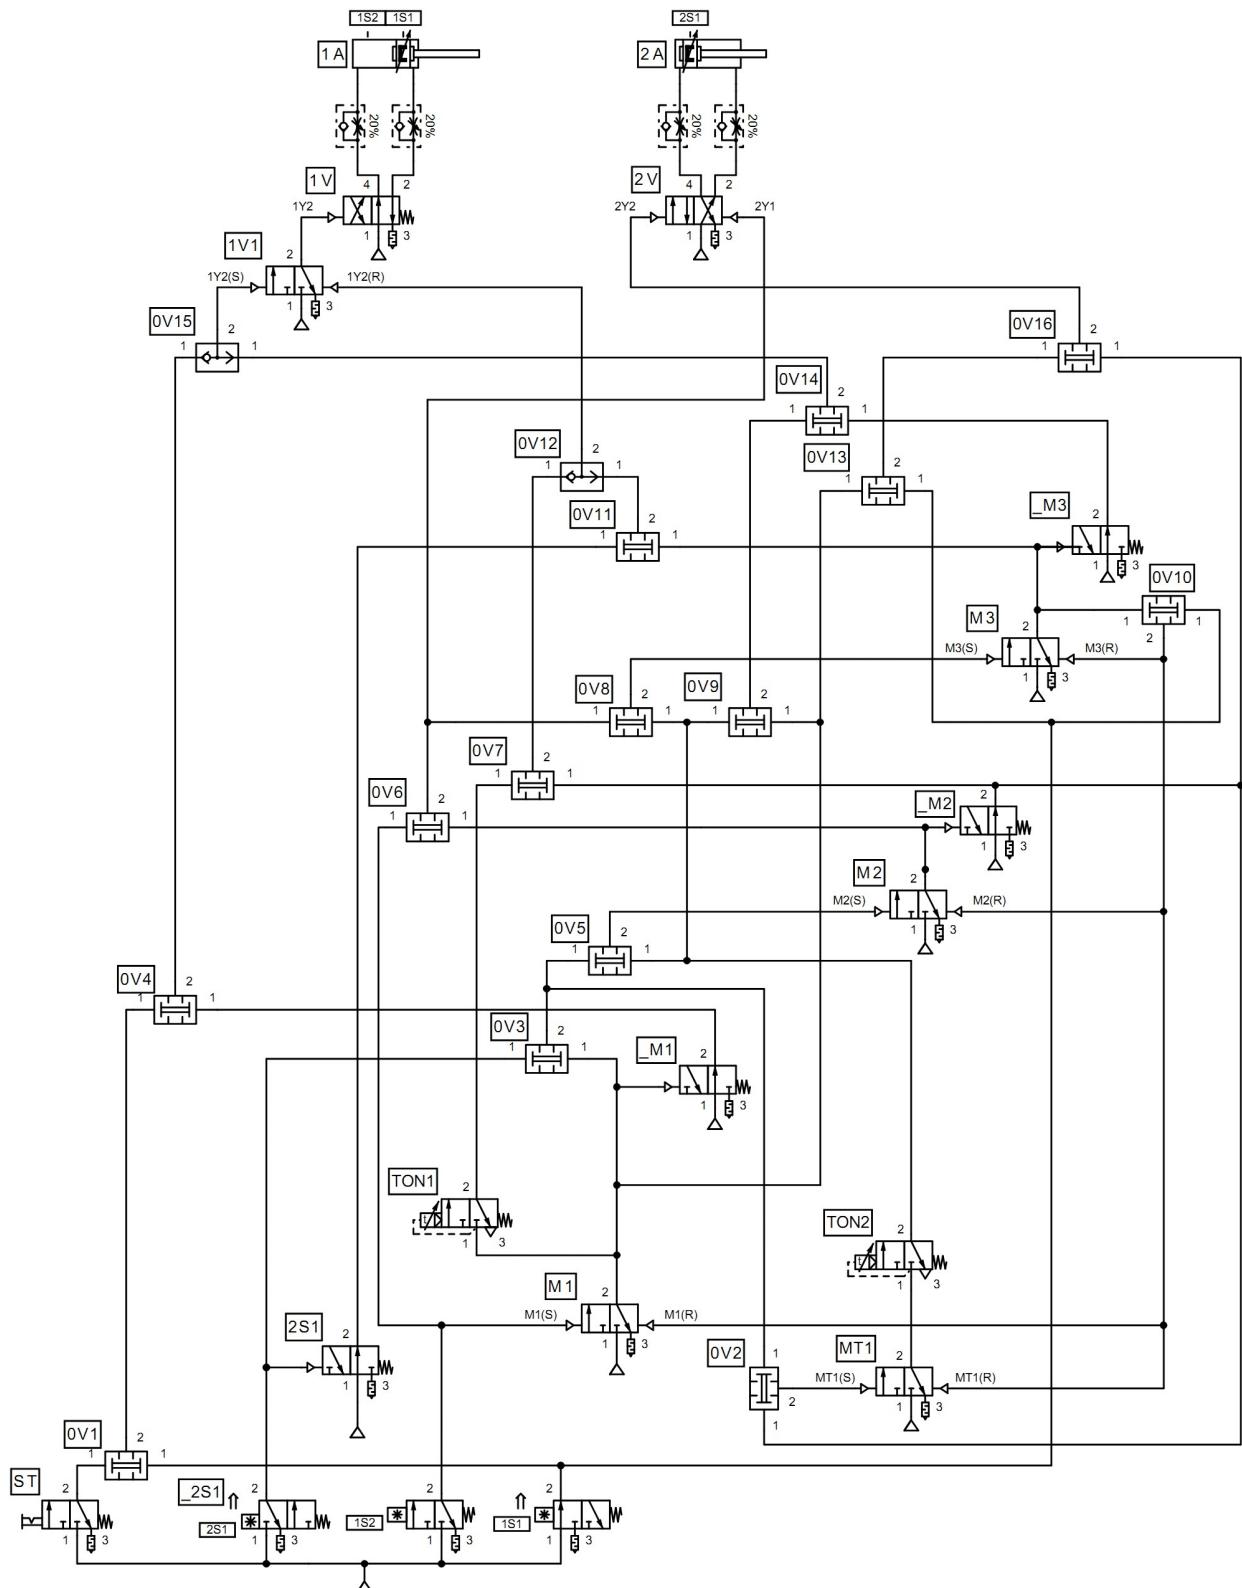 1S2 1S1 2S1
1A 2A
20% 20% 20% 20%
1V 4 2 2V 4 2
1Y2 2Y2 2Y1
1 3 1 3
1V1 2
1Y2(S) 1Y2(R)
1 3
0V15 2 0V16 2
1 1 1 1
0V14 2
1 1
0V12 2 0V13 2
1 1 1 1
0V11 2 _M3 2
1 1 1 3
0V10
M3 2 1 1
2
M3(S) M3(R)
1 3
0V8 2 0V9 2
1 1 1 1
0V7 2
1 1
0V6 2 _M2 2
1 1 1 3
M2 2
M2(S) M2(R)
0V5 2 1 3
1 1
0V4 2
1 1
0V3 2 _M1 2
1 1
1 3
TON1 2
t
1 3
TON2 2
t
1 3
M1 2
M1(S) M1(R)
2S1 2 1 3
0V2 1 MT1 2
MT1(S) MT1(R)
1 3 2 1 3
1
0V1 2
1 1
ST 2 _2S1 2 2 2
2S1 1S2 1S1
1 3 1 3 1 3 1 3